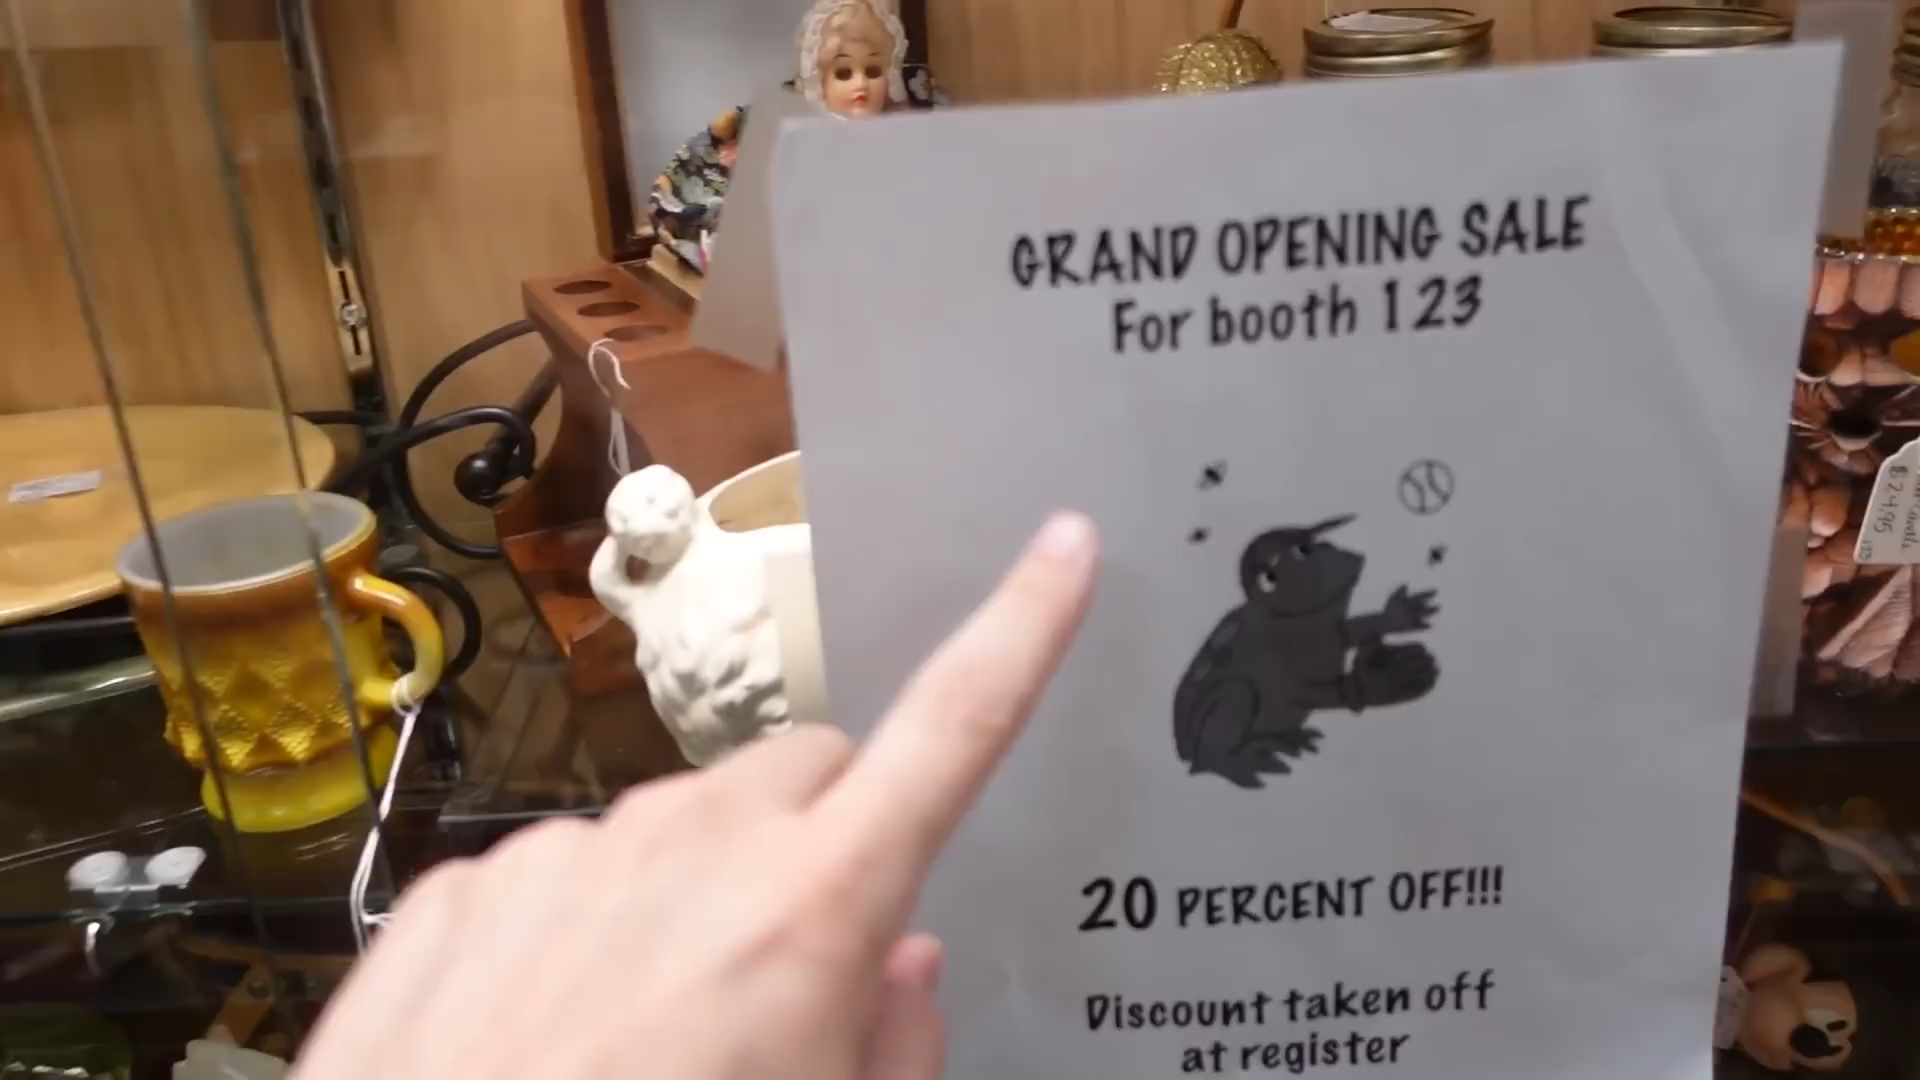 GRAND OPENING SALE
For booth 123
20 PERCENT OFF!!!
Discount taken off
at register